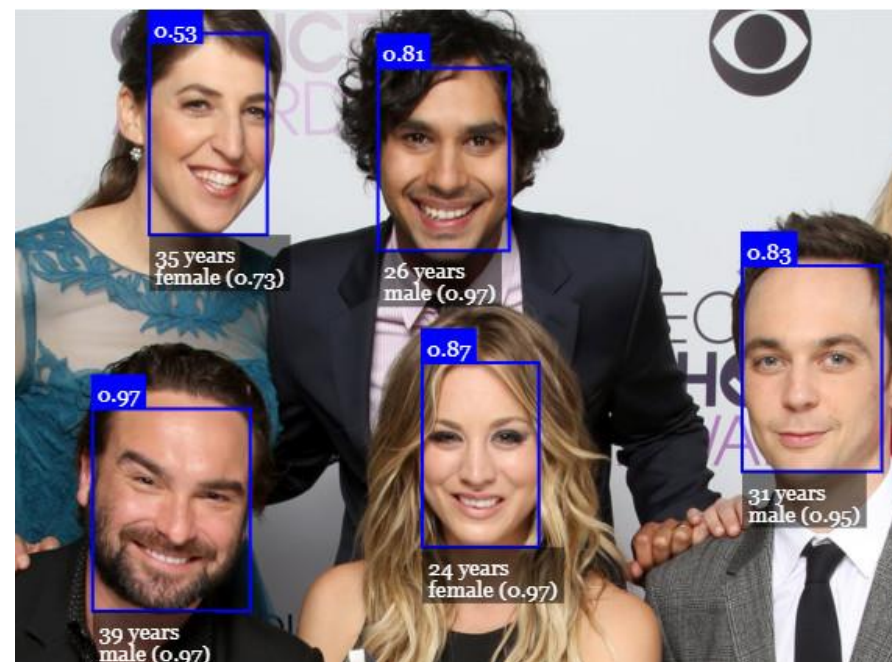 0.53
0.81
35 years
female (0.73)
26 years
male (0.97)
0.83
0.87
0.97
31 years
male (0.95)
24 years
female (0.97)
39 years
male (0.97)